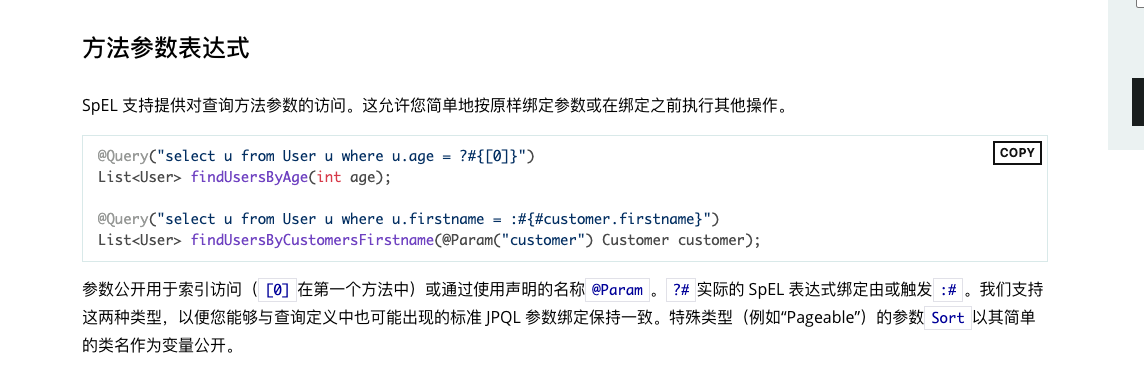 方法参数表达式
SpEL 支持提供对查询方法参数的访问。这允许您简单地按原样绑定参数或在绑定之前执行其他操作。
COPY
@Query("select u from User u where u.age = ?#{[0]}")
List<User> findUsersByAge(int age);
@Query("select u from User u where u.firstname = :#{#customer.firstname}")
List<User> findUsersByCustomersFirstname(@Param("customer") Customer customer);
参数公开用于索引访问（[0]在第一个方法中）或通过使用声明的名称@Param。?#实际的 SpEL 表达式绑定由或触发:#。我们支持
这两种类型，以便您能够与查询定义中也可能出现的标准 JPQL 参数绑定保持一致。特殊类型（例如“Pageable”）的参数Sort以其简单
的类名作为变量公开。